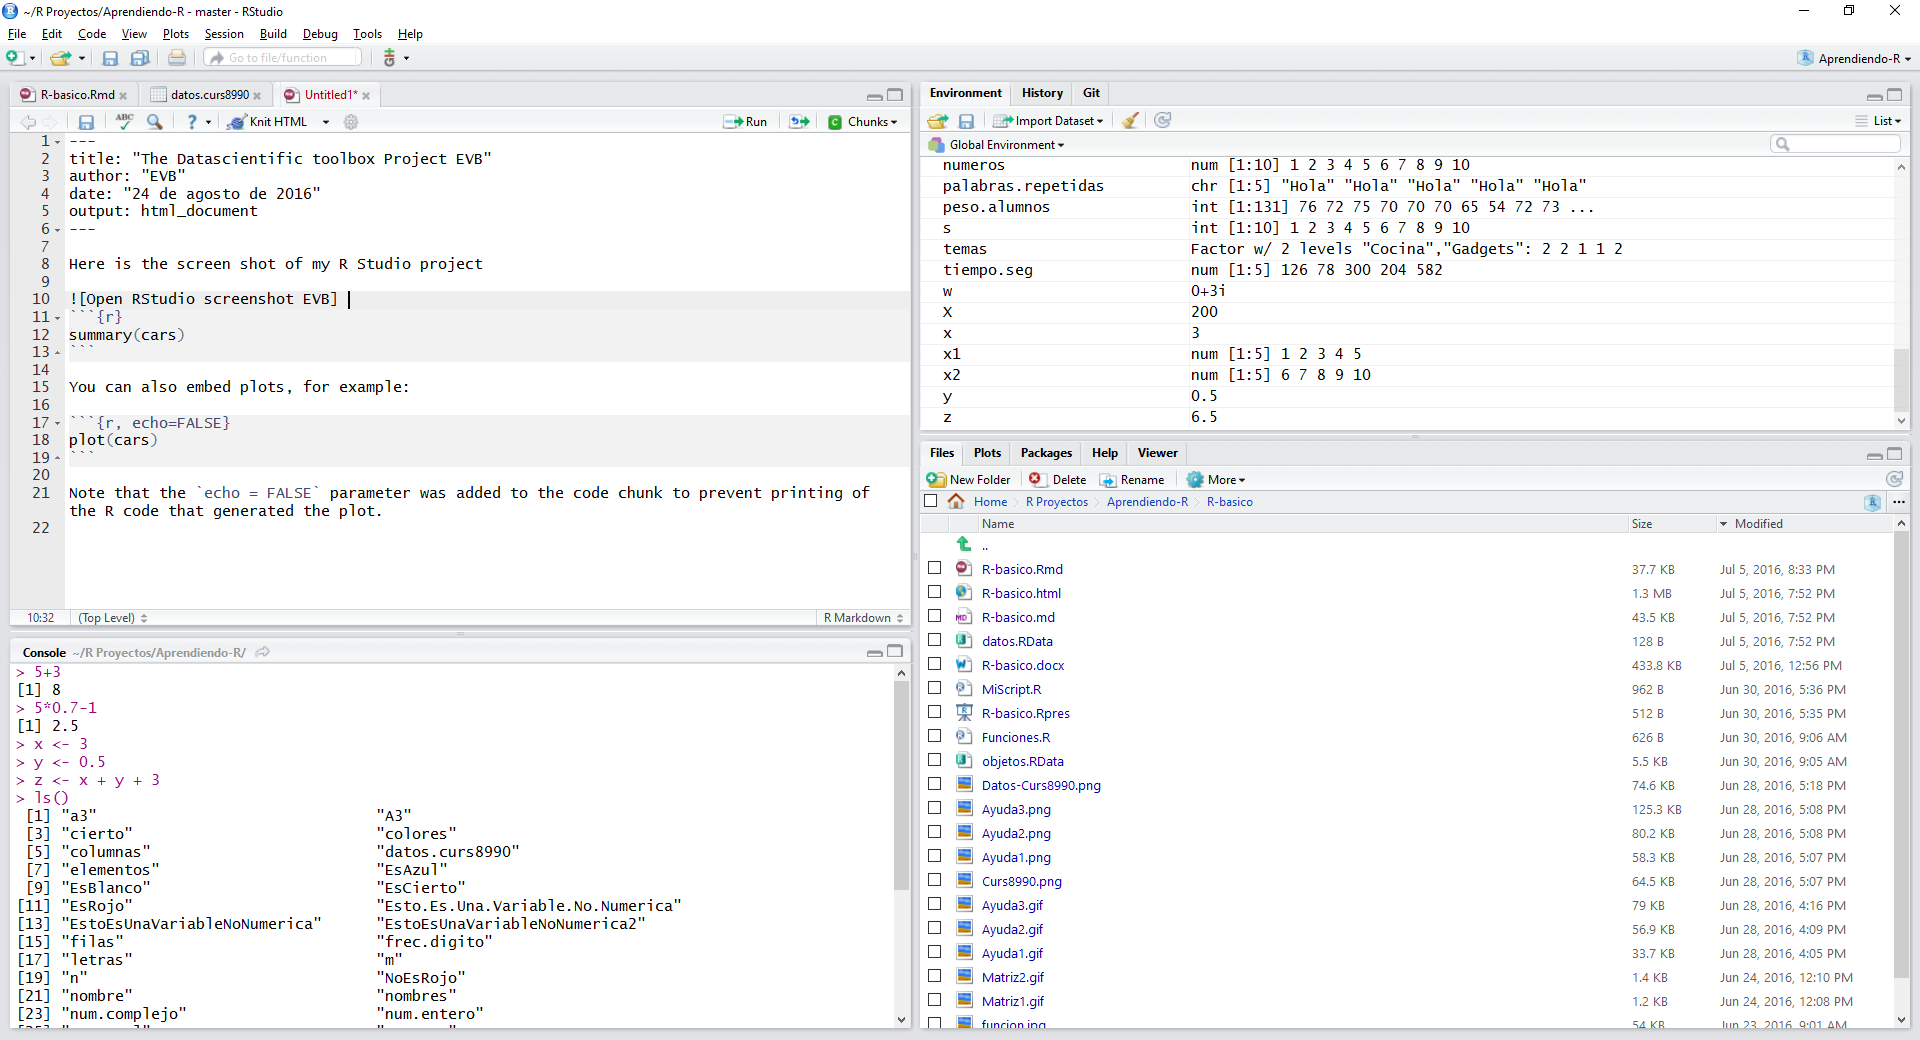 ~/R Proyectos/Aprendiendo-R - master - RStudio
File Edit Code View Plots Session Build Debug Tools Help
Go to file/function
Aprendiendo-R
R-basico.Rmd datos.curs8990 Untitled1*
ABC Knit HTML Run Chunks
1 ---
2 title: "The Datascientific toolbox Project EVB"
3 author: "EVB"
4 date: "24 de agosto de 2016"
5 output: html_document
6 ---
7
8 Here is the screen shot of my R Studio project
9
10 ![Open RStudio screenshot EVB]
11 ```{r}
12 summary(cars)
13 ```
14
15 You can also embed plots, for example:
16
17 ```{r, echo=FALSE}
18 plot(cars)
19 ```
20
21 Note that the `echo = FALSE` parameter was added to the code chunk to prevent printing of
the R code that generated the plot.
22
10:32 (Top Level) R Markdown
Console ~/R Proyectos/Aprendiendo-R/
> 5+3
[1] 8
> 5*0.7-1
[1] 2.5
> x <- 3
> y <- 0.5
> z <- x + y + 3
> ls()
[1] "a3" "A3"
[3] "cierto" "colores"
[5] "columnas" "datos.curs8990"
[7] "elementos" "EsAzul"
[9] "EsBlanco" "EsCierto"
[11] "EsRojo" "Esto.Es.Una.Variable.No.Numerica"
[13] "EstoEsUnaVariableNoNumerica" "EstoEsUnaVariableNoNumerica2"
[15] "filas" "frec.digito"
[17] "letras" "m"
[19] "n" "NoEsRojo"
[21] "nombre" "nombres"
[23] "num.complejo" "num.entero"
Environment History Git
Import Dataset List
Global Environment
numeros num [1:10] 1 2 3 4 5 6 7 8 9 10
palabras.repetidas chr [1:5] "Hola" "Hola" "Hola" "Hola" "Hola"
peso.alumnos int [1:131] 76 72 75 70 70 70 65 54 72 73 ...
s int [1:10] 1 2 3 4 5 6 7 8 9 10
temas Factor w/ 2 levels "Cocina","Gadgets": 2 2 1 1 2
tiempo.seg num [1:5] 126 78 300 204 582
w 0+3i
X 200
x 3
x1 num [1:5] 1 2 3 4 5
x2 num [1:5] 6 7 8 9 10
y 0.5
z 6.5
Files Plots Packages Help Viewer
New Folder Delete Rename More
Home R Proyectos Aprendiendo-R R-basico
Name Size Modified
..
R-basico.Rmd 37.7 KB Jul 5, 2016, 8:33 PM
R-basico.html 1.3 MB Jul 5, 2016, 7:52 PM
R-basico.md 43.5 KB Jul 5, 2016, 7:52 PM
datos.RData 128 B Jul 5, 2016, 7:52 PM
R-basico.docx 433.8 KB Jul 5, 2016, 12:56 PM
MiScript.R 962 B Jun 30, 2016, 5:36 PM
R-basico.Rpres 512 B Jun 30, 2016, 5:35 PM
Funciones.R 626 B Jun 30, 2016, 9:06 AM
objetos.RData 5.5 KB Jun 30, 2016, 9:05 AM
Datos-Curs8990.png 74.6 KB Jun 28, 2016, 5:18 PM
Ayuda3.png 125.3 KB Jun 28, 2016, 5:08 PM
Ayuda2.png 80.2 KB Jun 28, 2016, 5:08 PM
Ayuda1.png 58.3 KB Jun 28, 2016, 5:07 PM
Curs8990.png 64.5 KB Jun 28, 2016, 5:07 PM
Ayuda3.gif 79 KB Jun 28, 2016, 4:16 PM
Ayuda2.gif 56.9 KB Jun 28, 2016, 4:09 PM
Ayuda1.gif 33.7 KB Jun 28, 2016, 4:05 PM
Matriz2.gif 1.4 KB Jun 24, 2016, 12:10 PM
Matriz1.gif 1.2 KB Jun 24, 2016, 12:08 PM
funcion.jpg 54 KB Jun 23, 2016, 9:01 AM